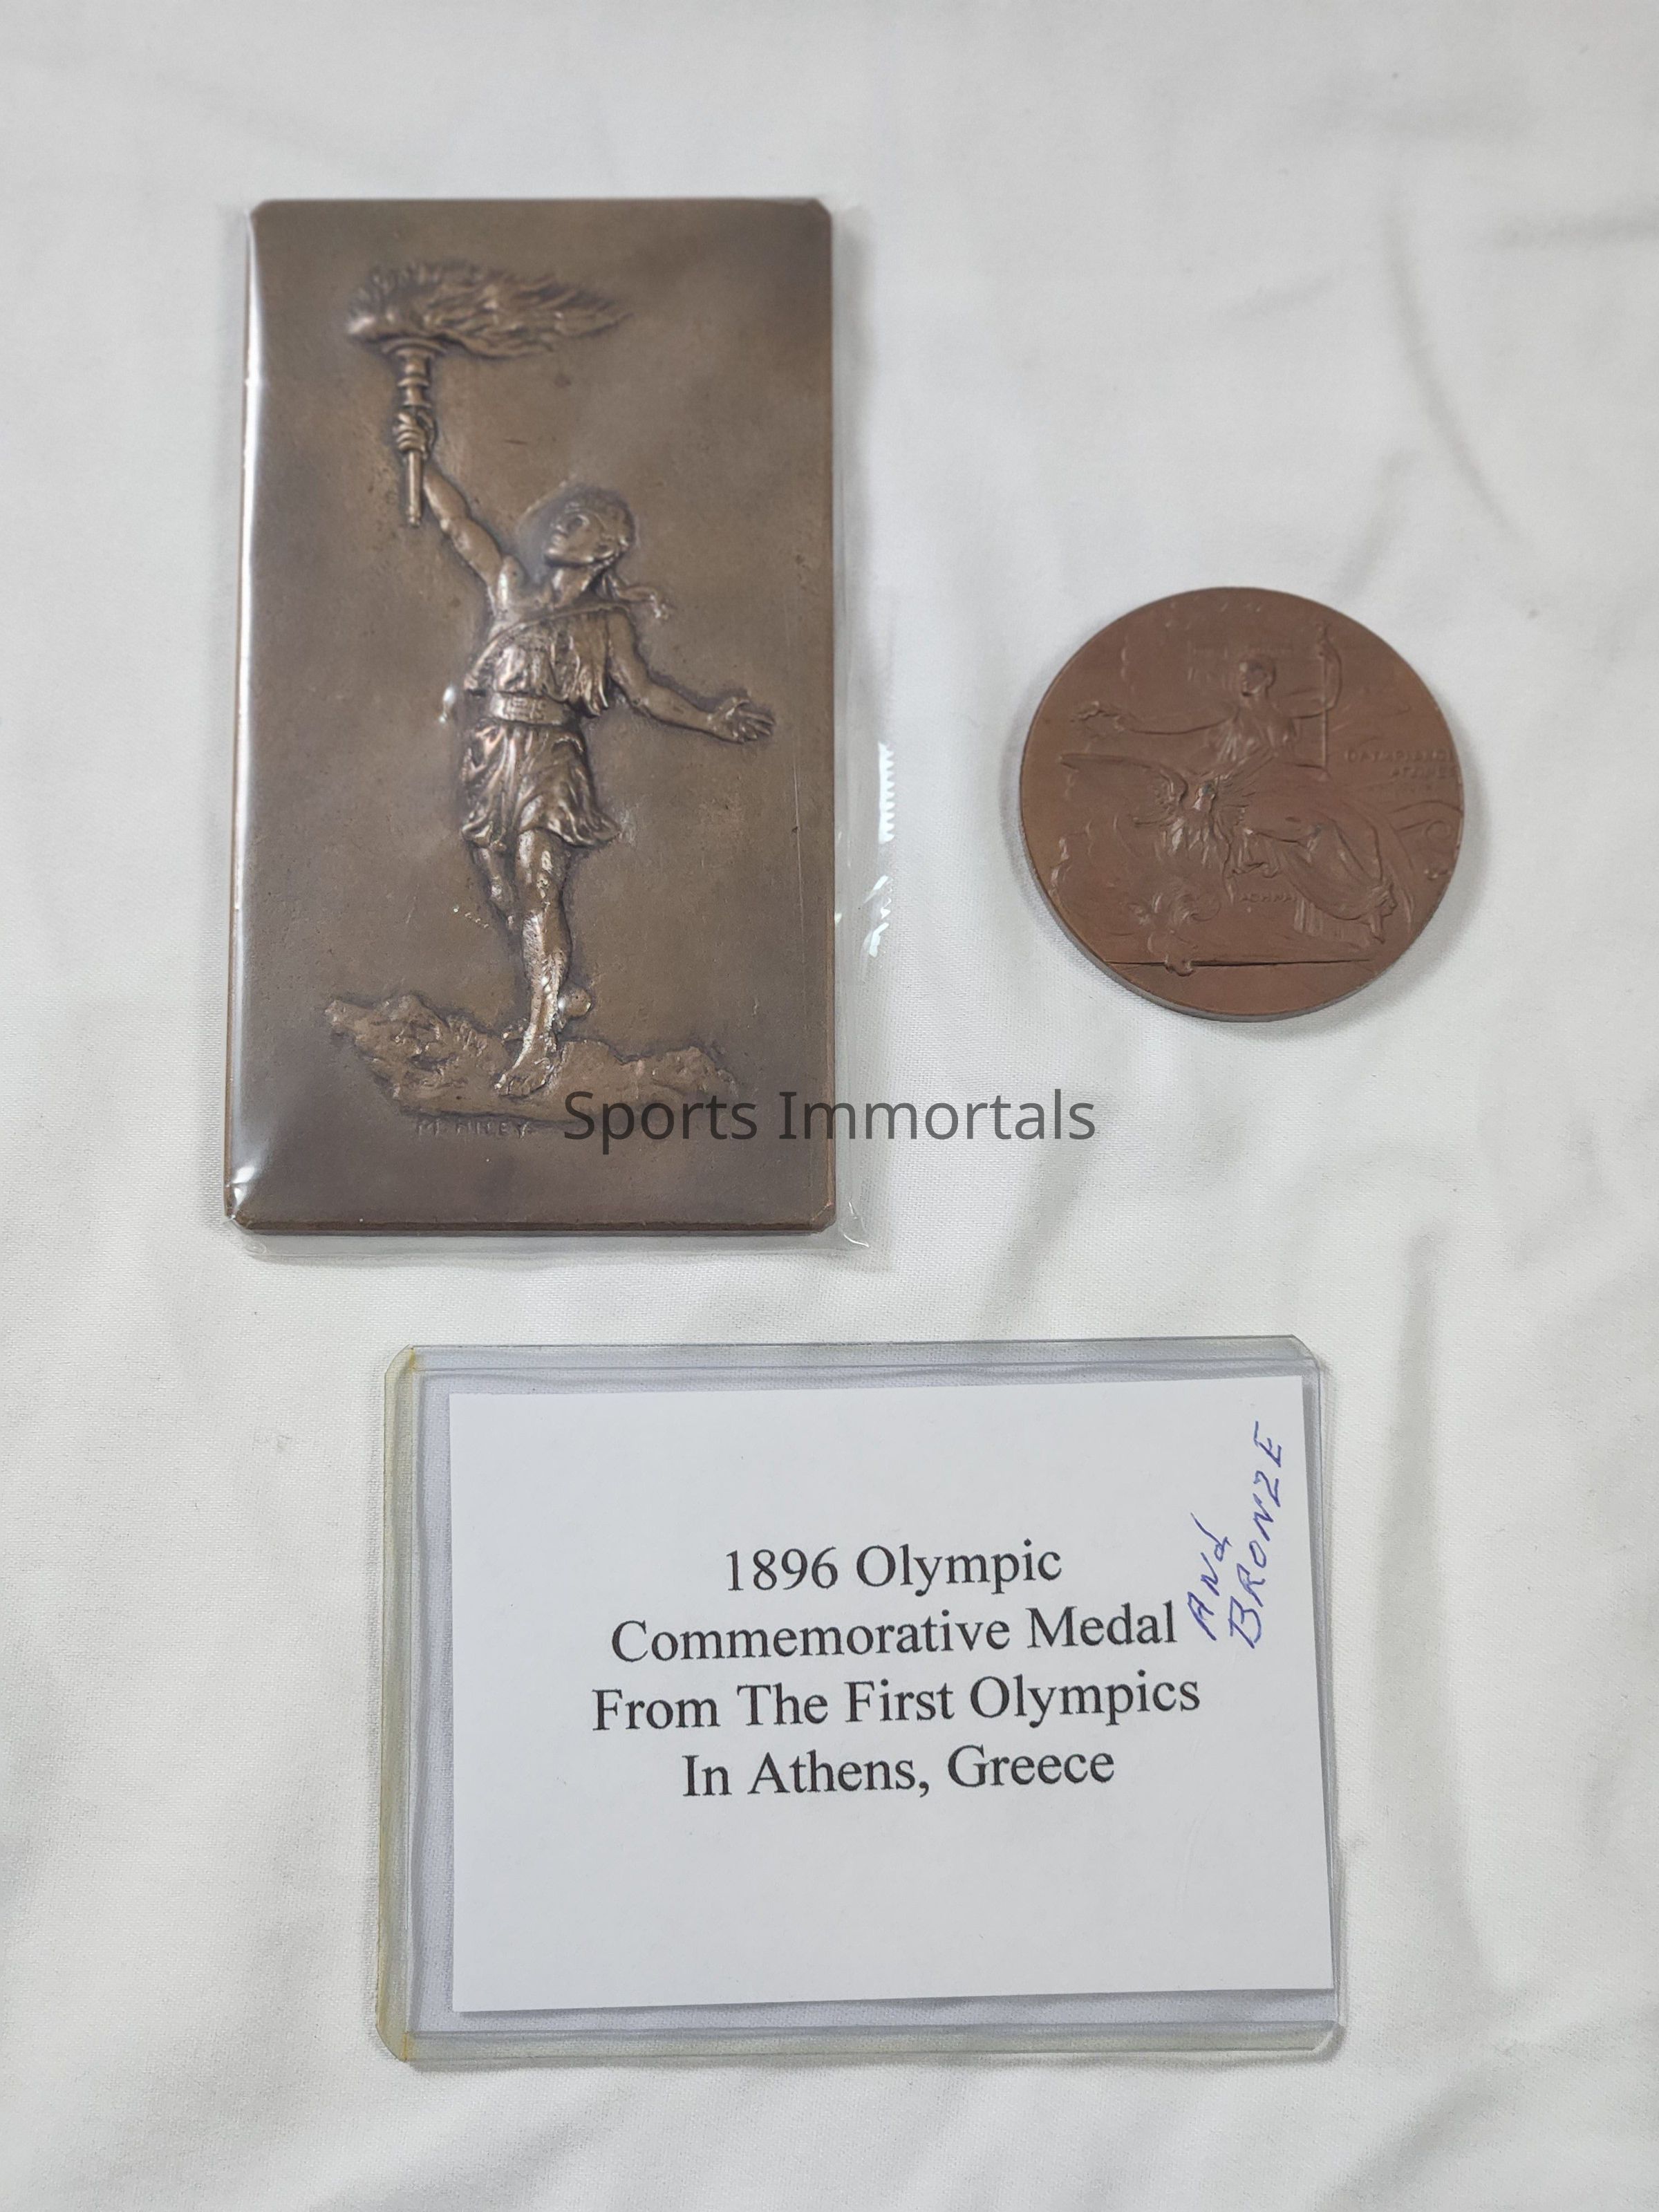 Sports Immortals
1896 Olympic
Commemorative Medal
From The First Olympics
In Athens, Greece
And
BRONZE